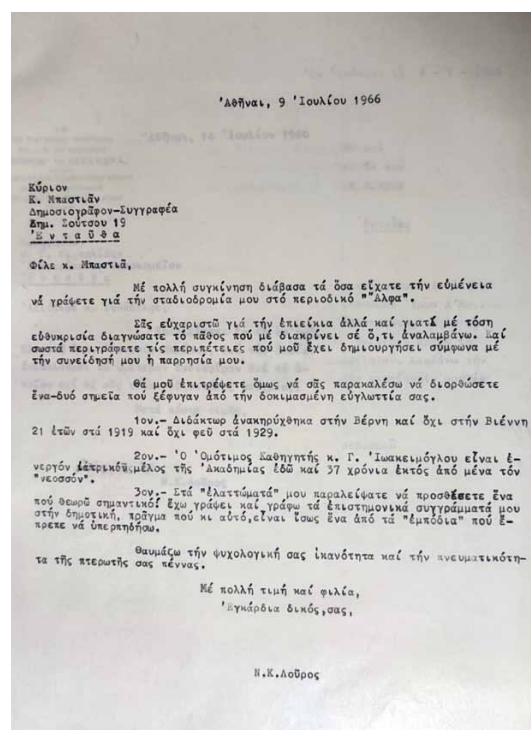 'Αθῆναι, 9 'Ιουλίου 1966
Κύριον
Κ. Μπαστιᾶν
Δημοσιογράφον-Συγγραφέα
Δημ. Σούτσου 19
'Ε ν τ α ῦ θ α
Φίλε κ. Μπαστιᾶ,
Μέ πολλή συγκίνηση διάβασα τά ὅσα εἴχατε τήν εὐμένεια
νά γράψετε γιά τήν σταδιοδρομία μου στό περιοδικό "Ἄλφα".
Σᾶς εὐχαριστῶ γιά τήν ἐπιείκια ἀλλά καί γιατί μέ τόση
εὐθυκρισία διαγνώσατε τό πάθος πού μέ διακρίνει σέ ὅ,τι ἀναλαμβάνω. Καί
σωστά περιγράφετε τίς περιπέτειες πού μοῦ ἔχει δημιουργήσει σύμφωνα μέ
τήν συνείδησή μου ἡ παρρησία μου.
Θά μοῦ ἐπιτρέψετε ὅμως νά σᾶς παρακαλέσω νά διορθώσετε
ἕνα-δυό σημεῖα πού ξέφυγαν ἀπό τήν δοκιμασμένη εὐγλωττία σας.
1ον.- Διδάκτωρ ἀνακηρύχθηκα στήν Βέρνη καί ὄχι στήν Βιέννη
21 ἐτῶν στά 1919 καί ὄχι φεῦ στά 1929.
2ον.- 'Ο 'Ομότιμος Καθηγητής κ. Γ. 'Ιωακείμογλου εἶναι ἐ-
νεργόν ἰατρικόν μέλος τῆς 'Ακαδημίας ἐδῶ καί 37 χρόνια ἐκτός ἀπό μένα τόν
"νεοσσόν".
3ον.- Στά "ἐλαττώματά" μου παραλείψατε νά προσθέσετε ἕνα
πού θεωρῶ σημαντικό: ἔχω γράψει καί γράφω τά ἐπιστημονικά συγγράμματά μου
στήν δημοτική, πράγμα πού κι αὐτό,εἶναι ἴσως ἕνα ἀπό τά "ἐμπόδια" πού ἔ-
πρεπε νά ὑπερπηδήσω.
Θαυμάζω τήν ψυχολογική σας ἱκανότητα καί τήν πνευματικότη-
τα τῆς πτερωτῆς σας πέννας.
Μέ πολλή τιμή καί φιλία,
'Εγκάρδια δικός,σας,
Ν.Κ.Λοῦρος